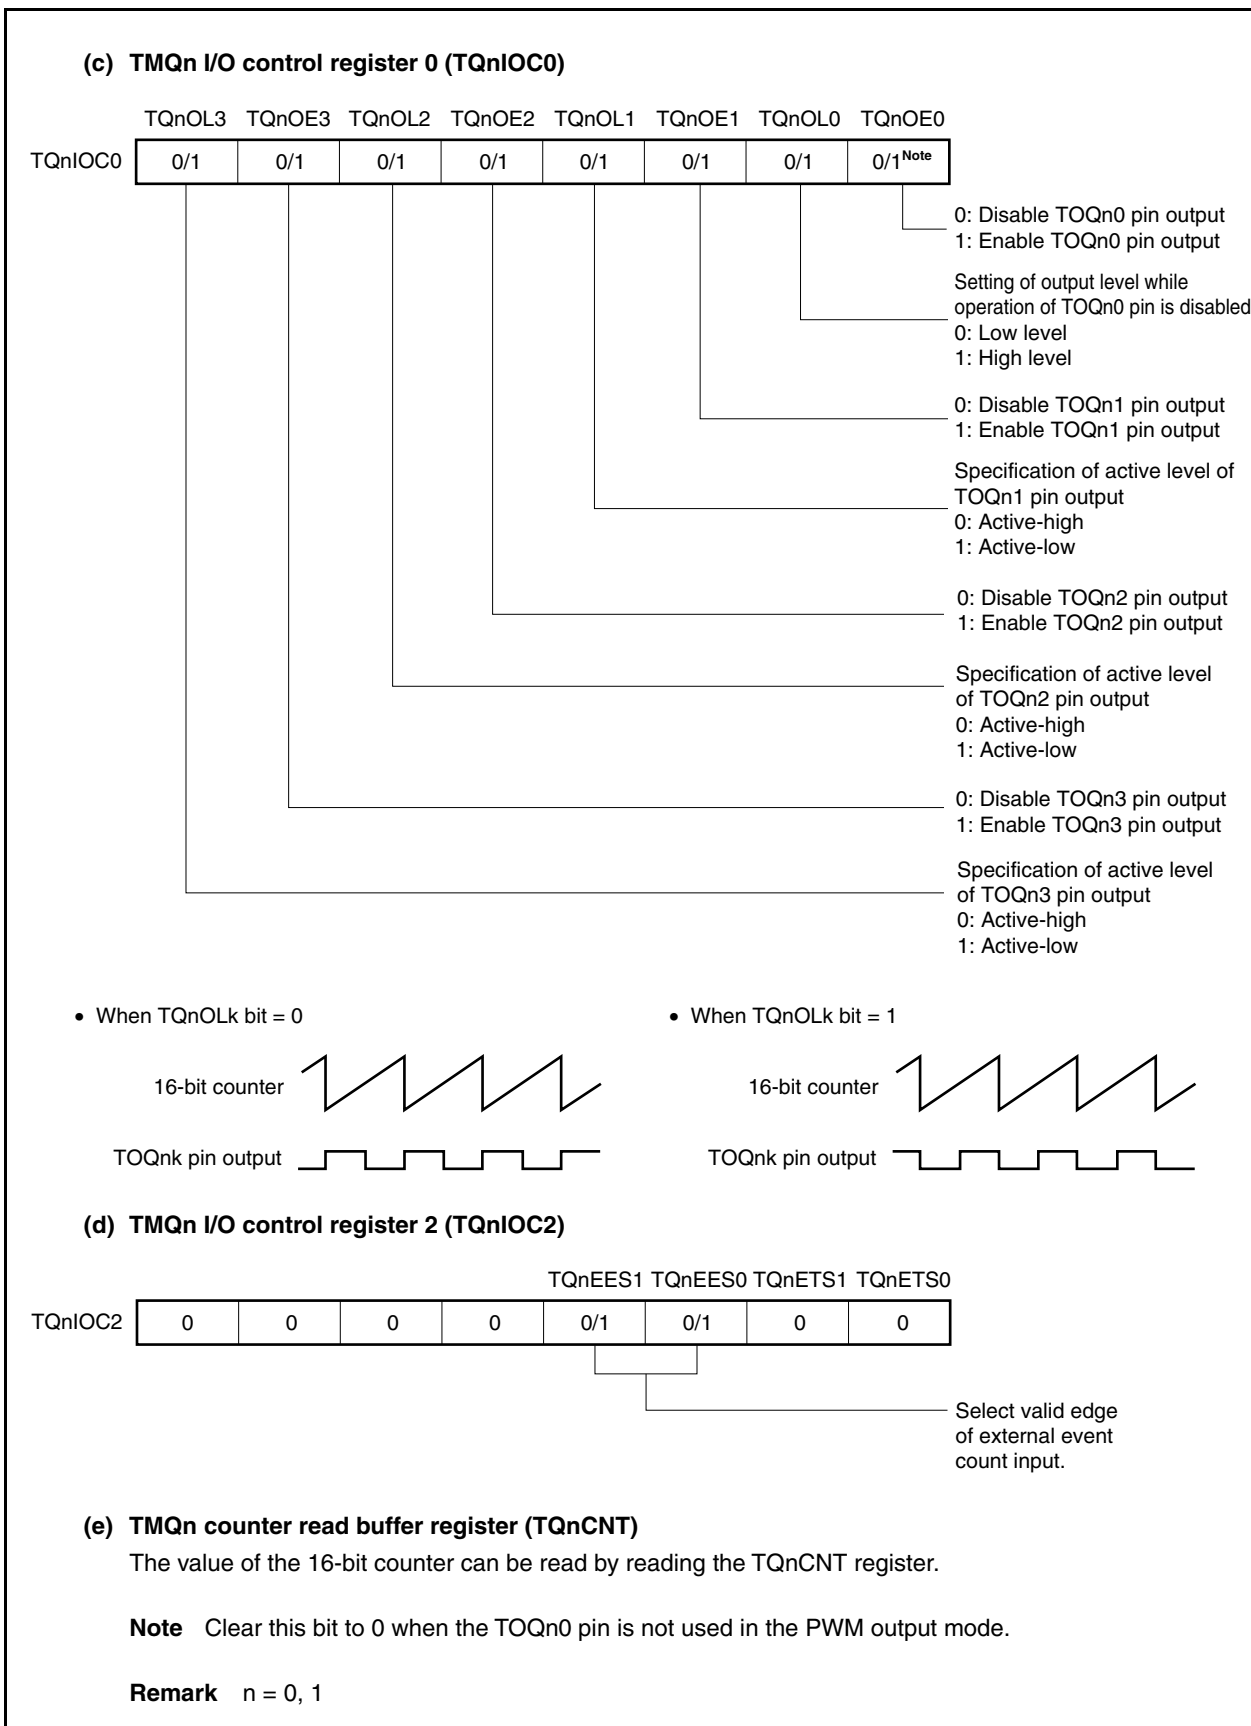 (c) TMQn I/O control register 0 (TQnIOC0)
TQnOL3 TQnOE3 TQnOL2 TQnOE2 TQnOL1 TQnOE1 TQnOL0 TQnOE0
TQnIOC0 0/1 0/1 0/1 0/1 0/1 0/1 0/1 0/1Note
0: Disable TOQn0 pin output
1: Enable TOQn0 pin output
Setting of output level while
operation of TOQn0 pin is disabled
0: Low level
1: High level
0: Disable TOQn1 pin output
1: Enable TOQn1 pin output
Specification of active level of
TOQn1 pin output
0: Active-high
1: Active-low
0: Disable TOQn2 pin output
1: Enable TOQn2 pin output
Specification of active level
of TOQn2 pin output
0: Active-high
1: Active-low
0: Disable TOQn3 pin output
1: Enable TOQn3 pin output
Specification of active level
of TOQn3 pin output
0: Active-high
1: Active-low
• When TQnOLk bit = 0
16-bit counter
TOQnk pin output
• When TQnOLk bit = 1
16-bit counter
TOQnk pin output
(d) TMQn I/O control register 2 (TQnIOC2)
TQnEES1 TQnEES0 TQnETS1 TQnETS0
TQnIOC2 0 0 0 0 0/1 0/1 0 0
Select valid edge
of external event
count input.
(e) TMQn counter read buffer register (TQnCNT)
The value of the 16-bit counter can be read by reading the TQnCNT register.
Note Clear this bit to 0 when the TOQn0 pin is not used in the PWM output mode.
Remark n = 0, 1